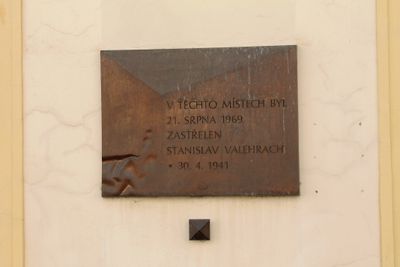 V TĚCHTO MÍSTECH BYL
21. SRPNA 1969
ZASTŘELEN
STANISLAV VALEHRACH
* 30. 4. 1941